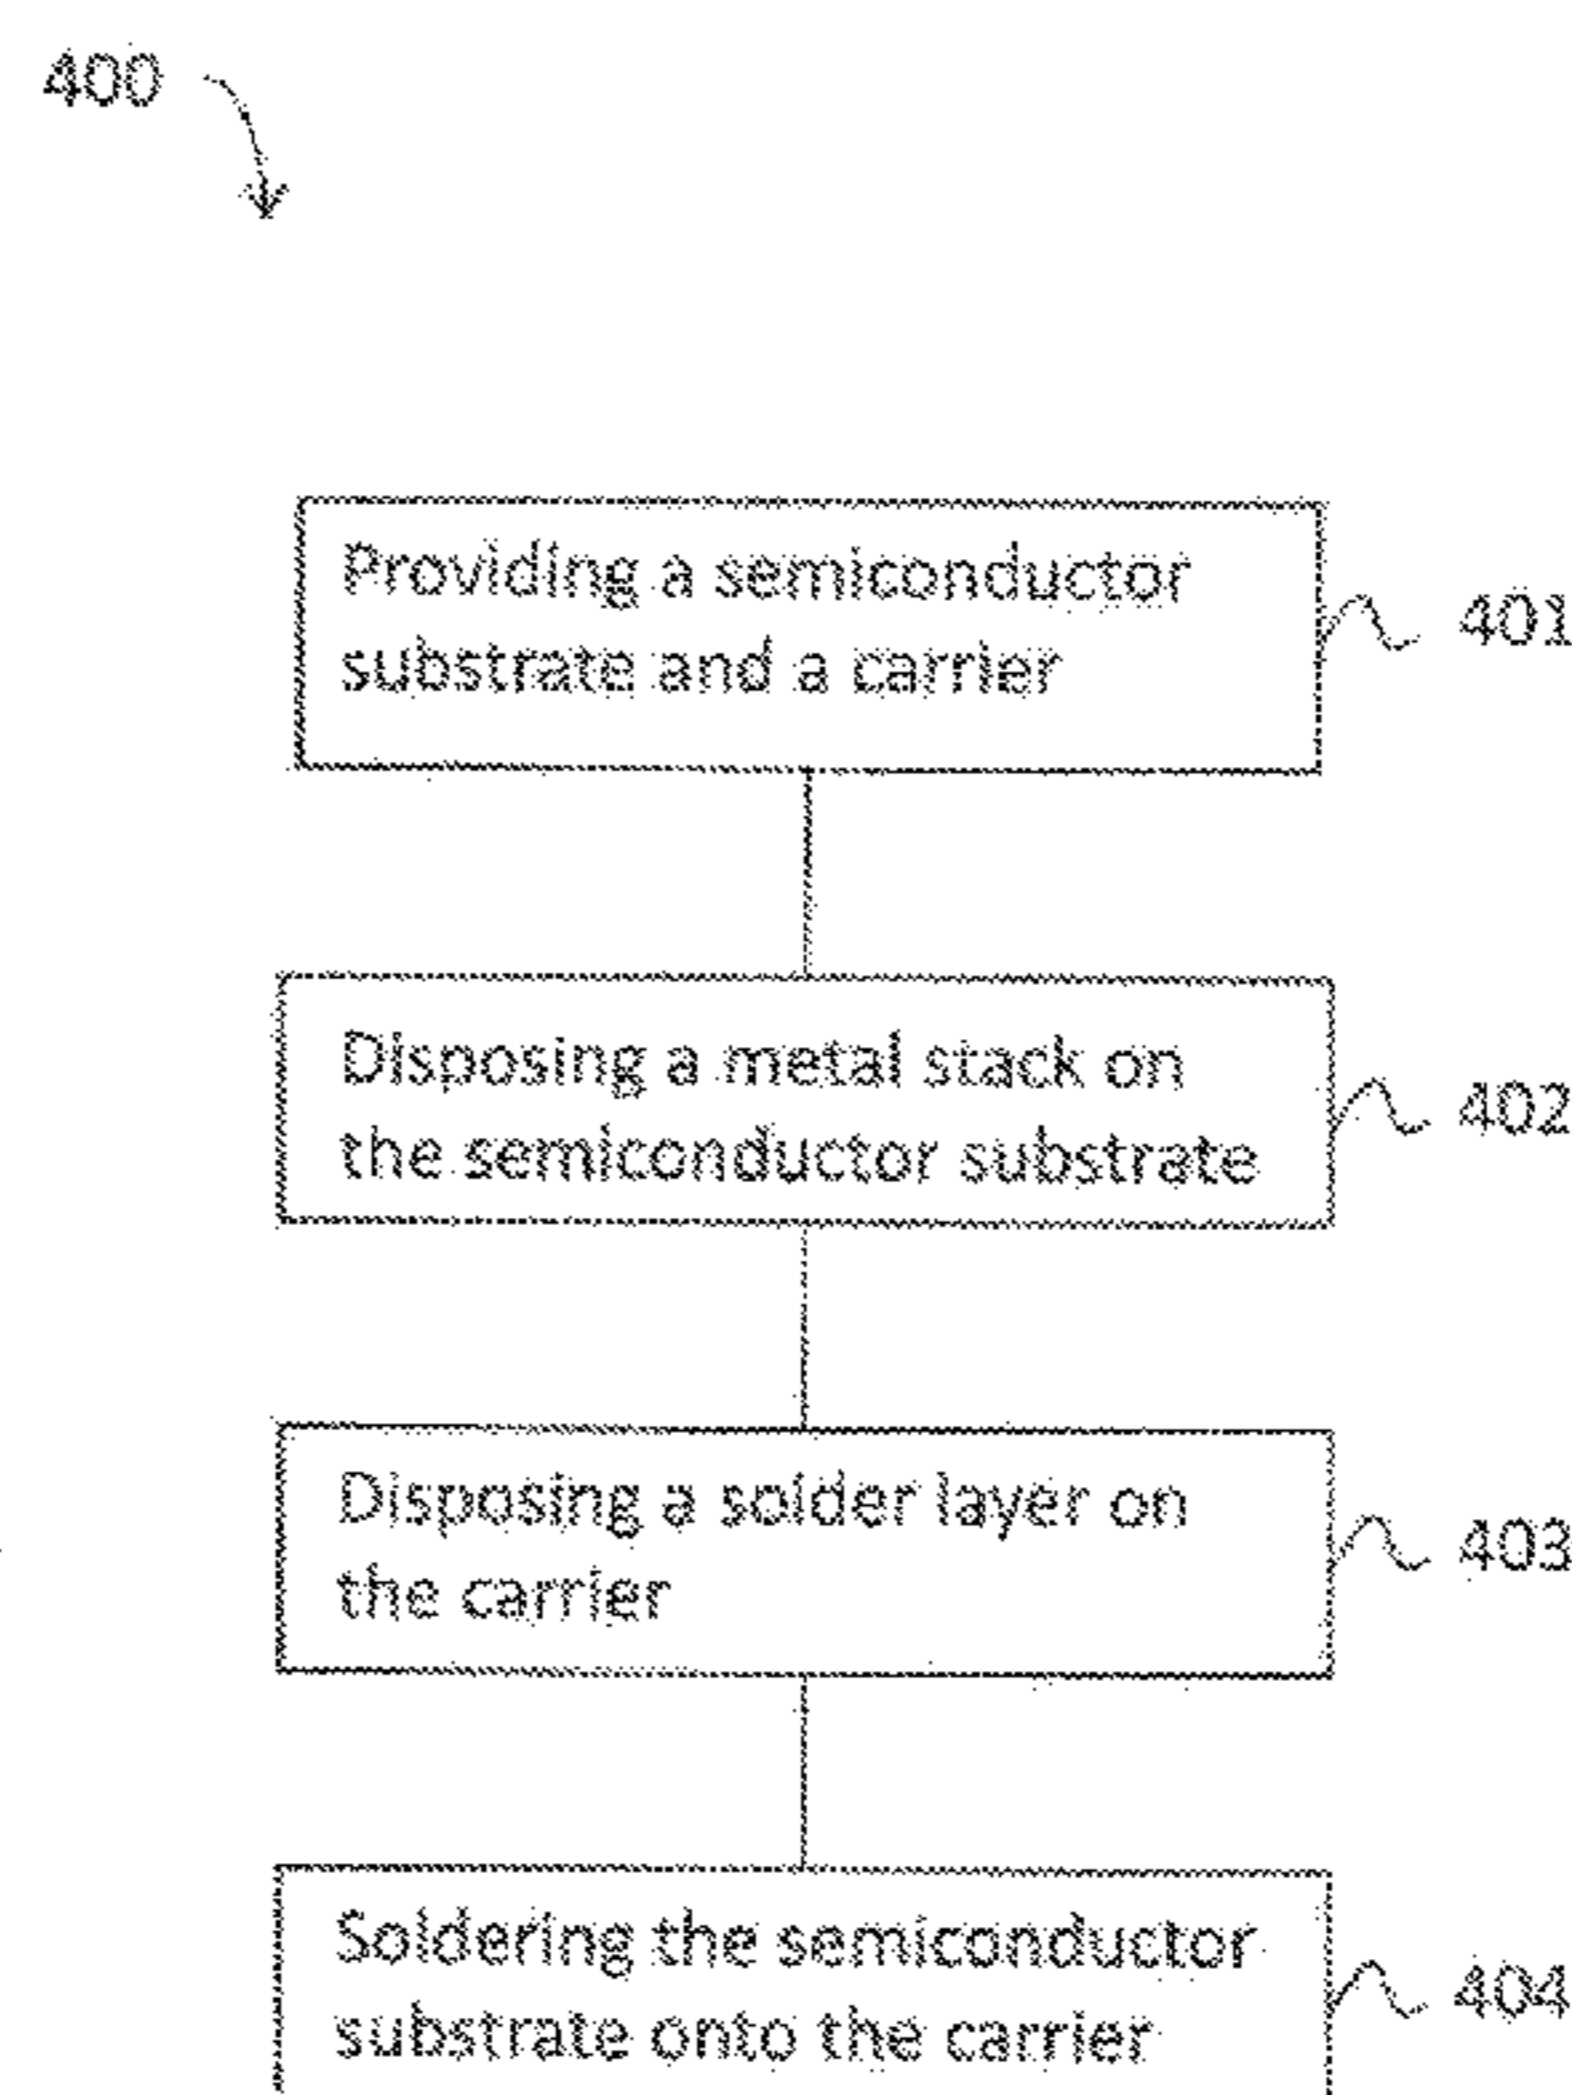 400
Providing a semiconductor
substrate and a carrier
401
Disposing a metal stack on
the semiconductor substrate
402
Disposing a solder layer on
the carrier
403
Soldering the semiconductor
substrate onto the carrier
404